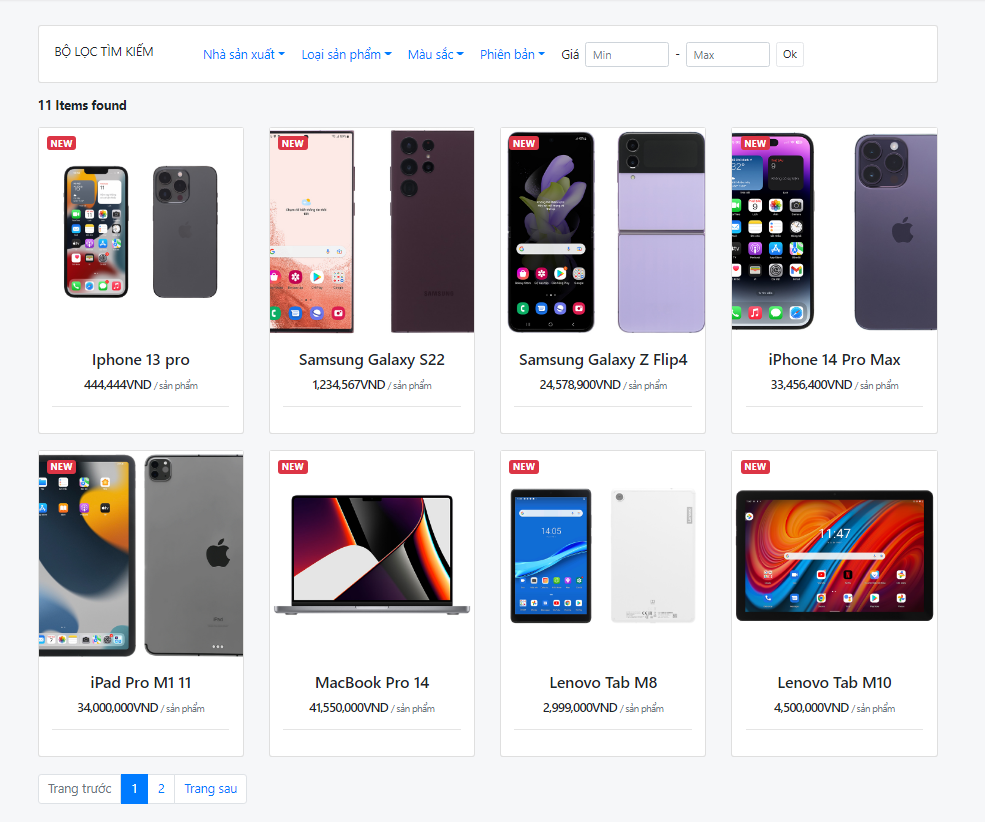 BỘ LỌC TÌM KIẾM
Nhà sản xuất
Loại sản phẩm
Màu sắc
Phiên bản
Giá
Min
-
Max
Ok
11 Items found
NEW
NEW
NEW
NEW
Iphone 13 pro
Samsung Galaxy S22
Samsung Galaxy Z Flip4
iPhone 14 Pro Max
444,444VND / sản phẩm
1,234,567VND / sản phẩm
24,578,900VND / sản phẩm
33,456,400VND / sản phẩm
NEW
NEW
NEW
NEW
14:05
11:47
iPad Pro M1 11
MacBook Pro 14
Lenovo Tab M8
Lenovo Tab M10
34,000,000VND / sản phẩm
41,550,000VND / sản phẩm
2,999,000VND / sản phẩm
4,500,000VND / sản phẩm
Trang trước
1
2
Trang sau